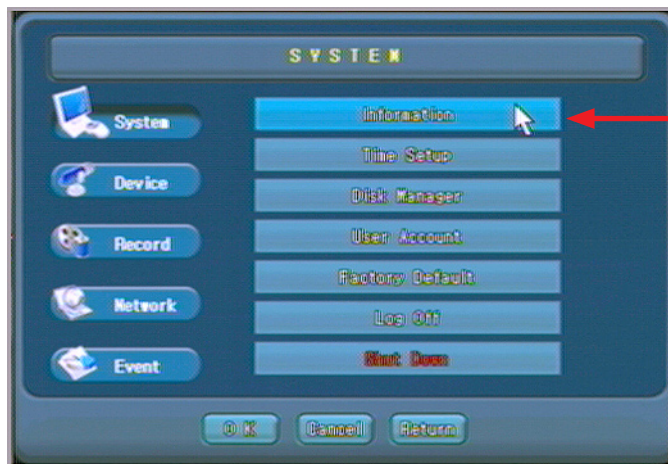 SYSTEM
System
Device
Record
Network
Event
Information
Time Setup
Disk Manager
User Account
Factory Default
Log Off
Shut Down
OK
Cancel
Return